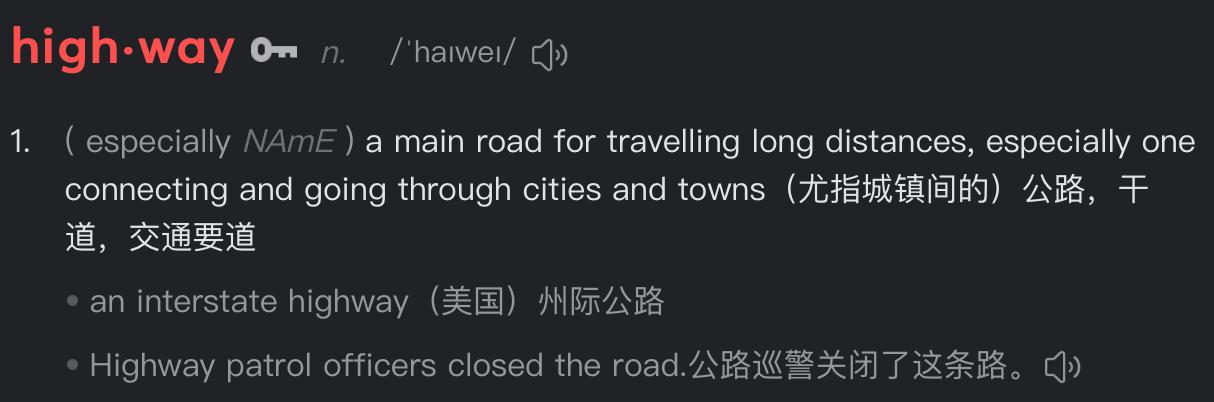 high·way n. /ˈhaɪweɪ/
1. ( especially NAmE ) a main road for travelling long distances, especially one
connecting and going through cities and towns（尤指城镇间的）公路，干
道，交通要道
• an interstate highway（美国）州际公路
• Highway patrol officers closed the road.公路巡警关闭了这条路。